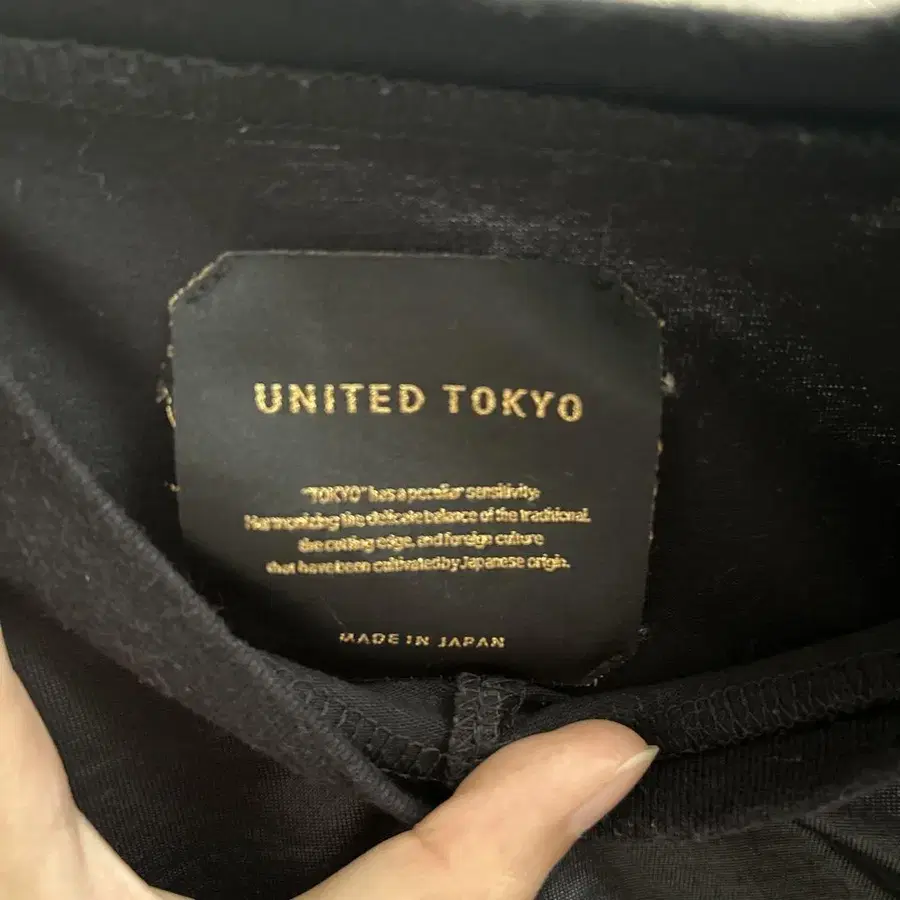 UNITED TOKYO
"TOKYO" has a peculiar sensitivity.
Harmonizing the delicate balance of the traditional,
the cutting edge, and foreign culture
that have been cultivated by Japanese origin.
MADE IN JAPAN